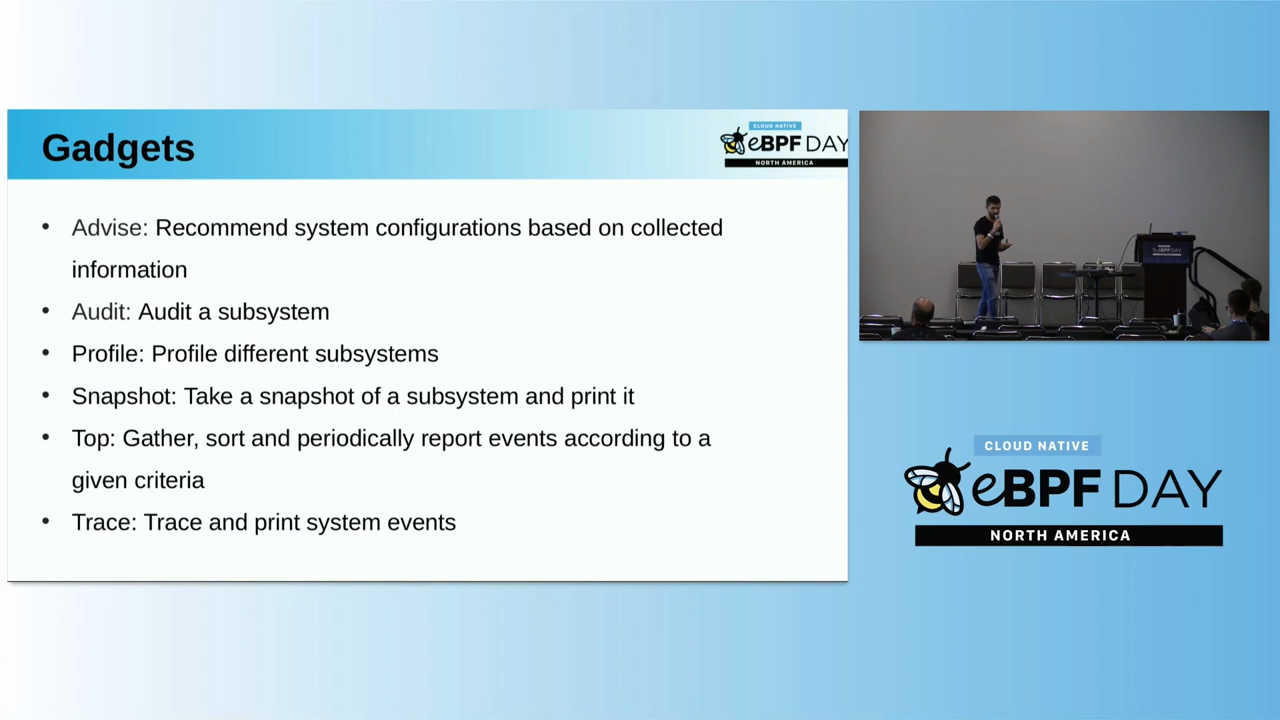 Gadgets
CLOUD NATIVE
eBPF DAY
NORTH AMERICA
• Advise: Recommend system configurations based on collected
information
• Audit: Audit a subsystem
• Profile: Profile different subsystems
• Snapshot: Take a snapshot of a subsystem and print it
• Top: Gather, sort and periodically report events according to a
given criteria
• Trace: Trace and print system events
eBPF DAY
CLOUD NATIVE
eBPF DAY
NORTH AMERICA